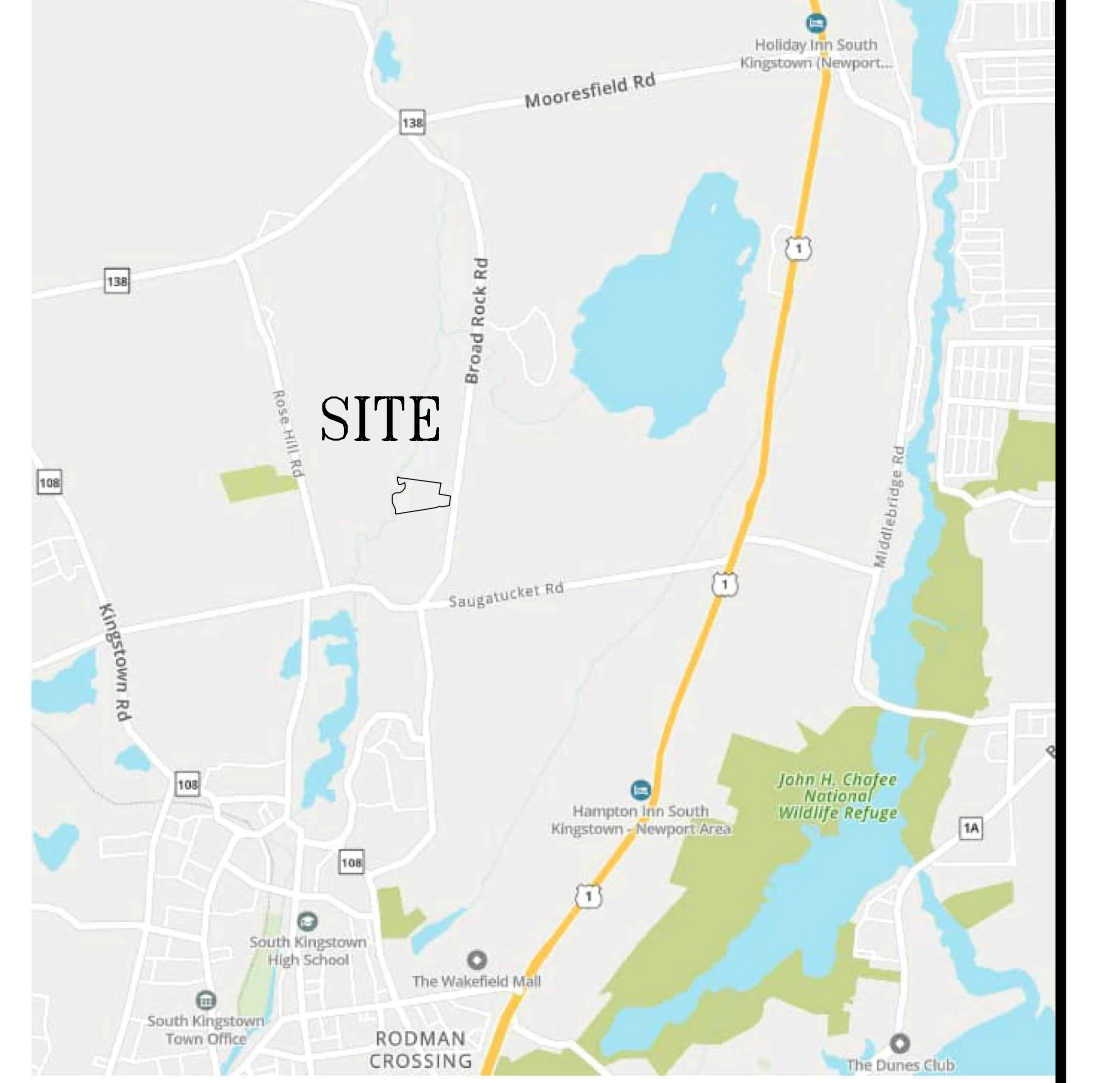 Holiday Inn South
Kingstown (Newport...
Mooresfield Rd
138
1
138
Broad Rock Rd
Rose Hill Rd
SITE
108
Middlebridge Rd
1
Saugatucket Rd
Kingstown Rd
108
John H. Chafee
National
Wildlife Refuge
Hampton Inn South
Kingstown - Newport Area
1A
108
1
South Kingstown
High School
The Wakefield Mall
South Kingstown
Town Office
RODMAN
CROSSING
The Dunes Club